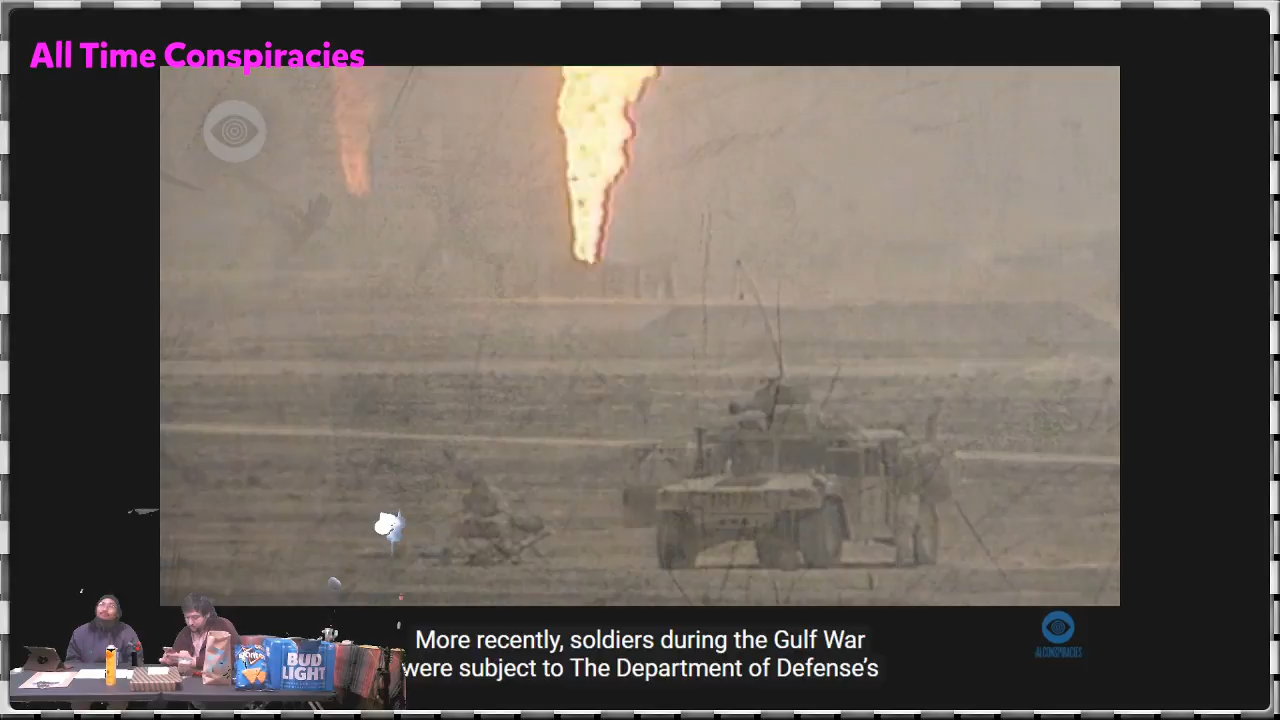 All Time Conspiracies
More recently, soldiers during the Gulf War
were subject to The Department of Defense’s
BUD
LIGHT